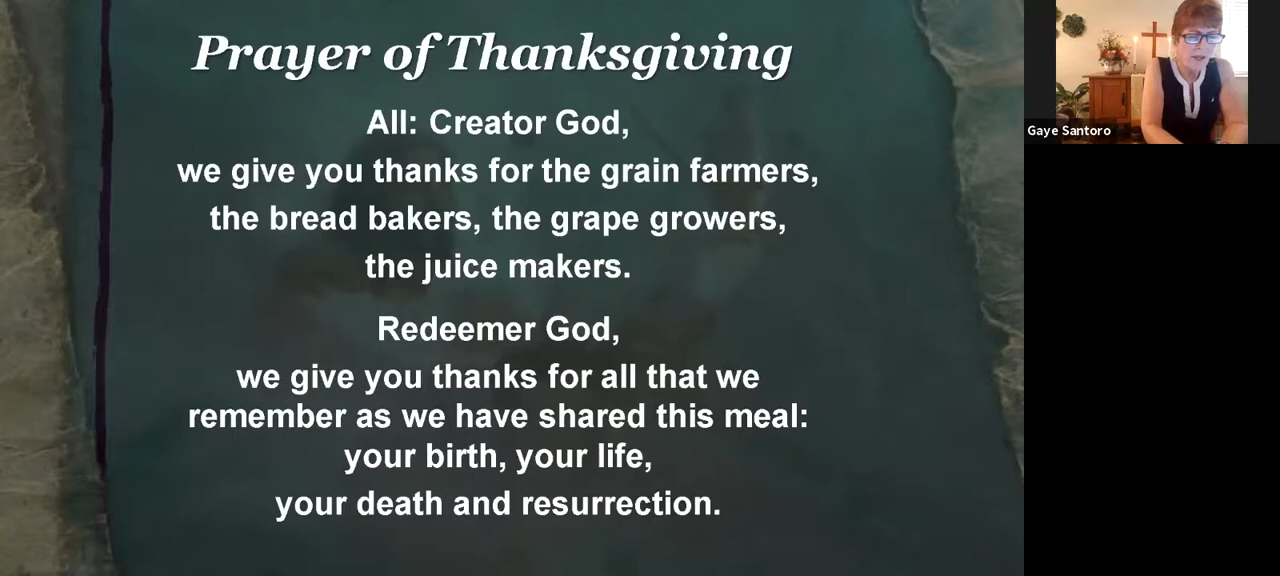 Prayer of Thanksgiving
All: Creator God,
we give you thanks for the grain farmers,
the bread bakers, the grape growers,
the juice makers.
Redeemer God,
we give you thanks for all that we
remember as we have shared this meal:
your birth, your life,
your death and resurrection.
Gaye Santoro